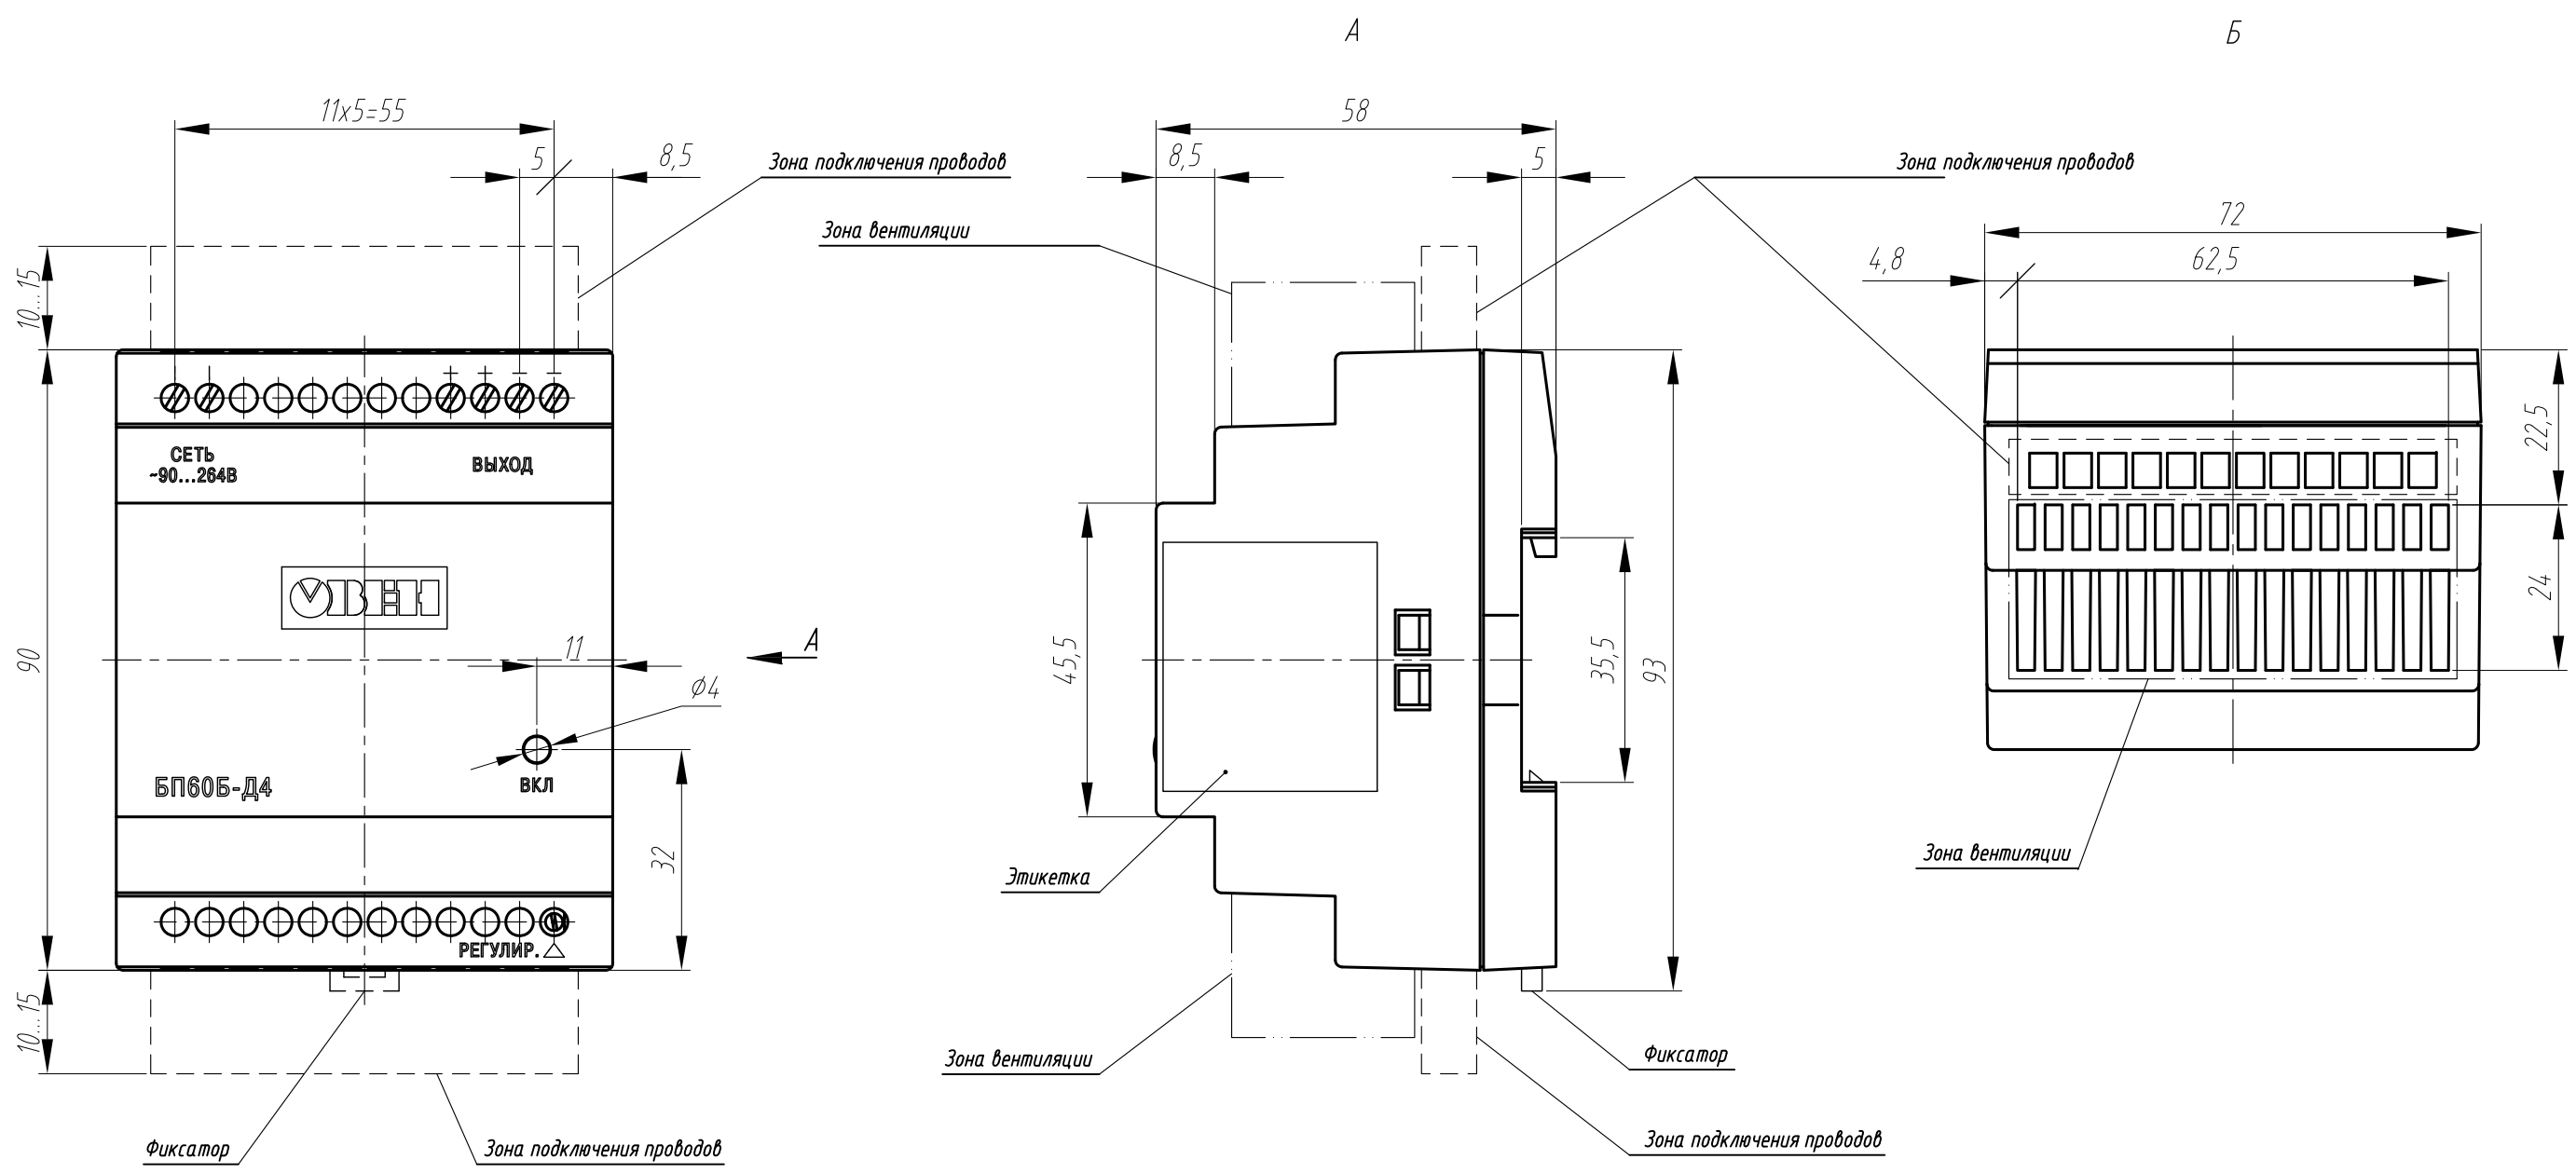 А
Б
11х5=55
5
8,5
Зона подключения проводов
10...15
90
10...15
СЕТЬ
~90...264В
+ + − −
ВЫХОД
ОВЕН
11
А
Ø4
ВКЛ
БП60Б-Д4
32
РЕГУЛИР.
Фиксатор
Зона подключения проводов
58
8,5
5
Зона вентиляции
45,5
35,5
93
Этикетка
Зона вентиляции
Фиксатор
Зона подключения проводов
Зона подключения проводов
72
4,8
62,5
22,5
24
Зона вентиляции